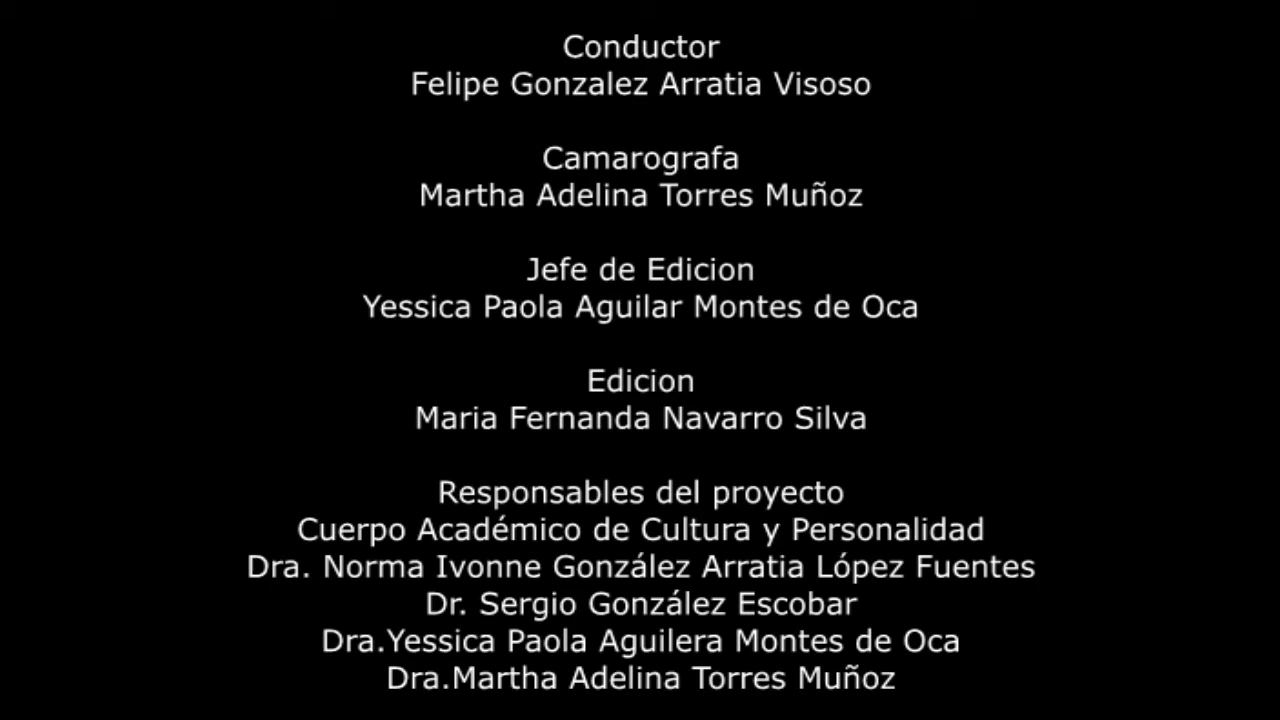 Conductor
Felipe Gonzalez Arratia Visoso
Camarografa
Martha Adelina Torres Muñoz
Jefe de Edicion
Yessica Paola Aguilar Montes de Oca
Edicion
Maria Fernanda Navarro Silva
Responsables del proyecto
Cuerpo Académico de Cultura y Personalidad
Dra. Norma Ivonne González Arratia López Fuentes
Dr. Sergio González Escobar
Dra.Yessica Paola Aguilera Montes de Oca
Dra.Martha Adelina Torres Muñoz